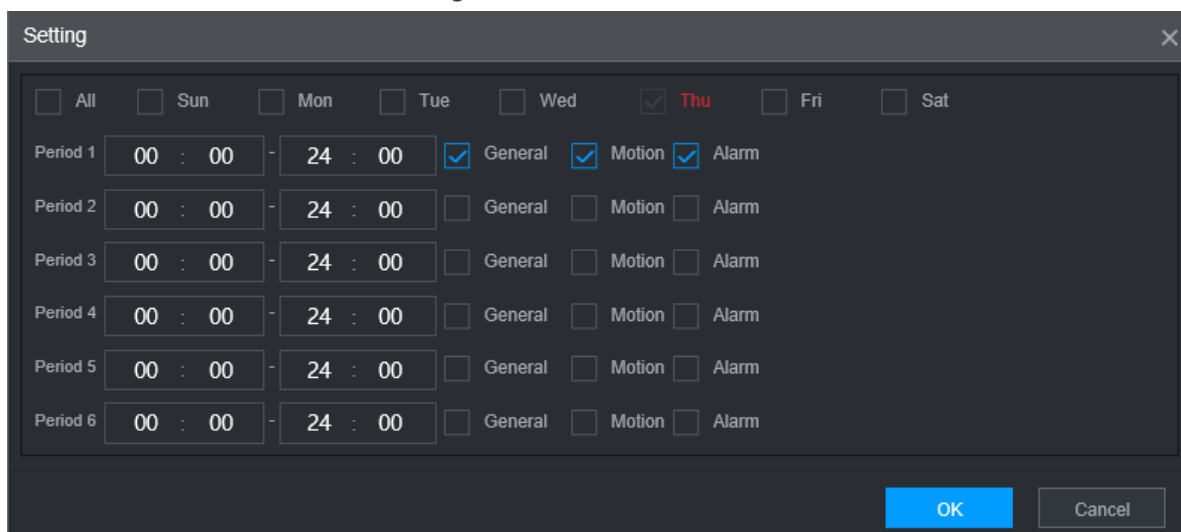 Setting
All Sun Mon Tue Wed Thu Fri Sat
Period 1 00 : 00 - 24 : 00 General Motion Alarm
Period 2 00 : 00 - 24 : 00 General Motion Alarm
Period 3 00 : 00 - 24 : 00 General Motion Alarm
Period 4 00 : 00 - 24 : 00 General Motion Alarm
Period 5 00 : 00 - 24 : 00 General Motion Alarm
Period 6 00 : 00 - 24 : 00 General Motion Alarm
OK Cancel